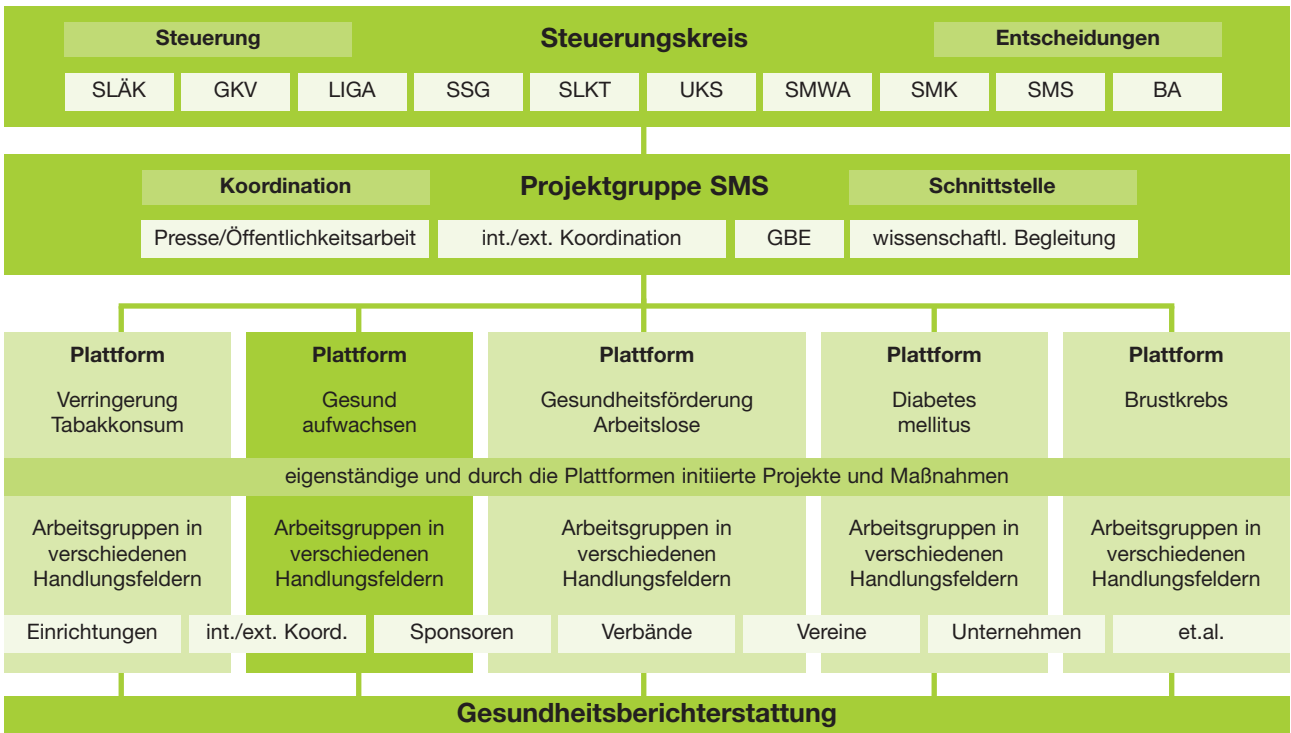 Steuerung
Steuerungskreis
Entscheidungen
SLÄK
GKV
LIGA
SSG
SLKT
UKS
SMWA
SMK
SMS
BA
Koordination
Projektgruppe SMS
Schnittstelle
Presse/Öffentlichkeitsarbeit
int./ext. Koordination
GBE
wissenschaftl. Begleitung
Plattform
Verringerung
Tabakkonsum
Plattform
Gesund
aufwachsen
Plattform
Gesundheitsförderung
Arbeitslose
Plattform
Diabetes
mellitus
Plattform
Brustkrebs
eigenständige und durch die Plattformen initiierte Projekte und Maßnahmen
Arbeitsgruppen in
verschiedenen
Handlungsfeldern
Arbeitsgruppen in
verschiedenen
Handlungsfeldern
Arbeitsgruppen in
verschiedenen
Handlungsfeldern
Arbeitsgruppen in
verschiedenen
Handlungsfeldern
Arbeitsgruppen in
verschiedenen
Handlungsfeldern
Einrichtungen
int./ext. Koord.
Sponsoren
Verbände
Vereine
Unternehmen
et.al.
Gesundheitsberichterstattung